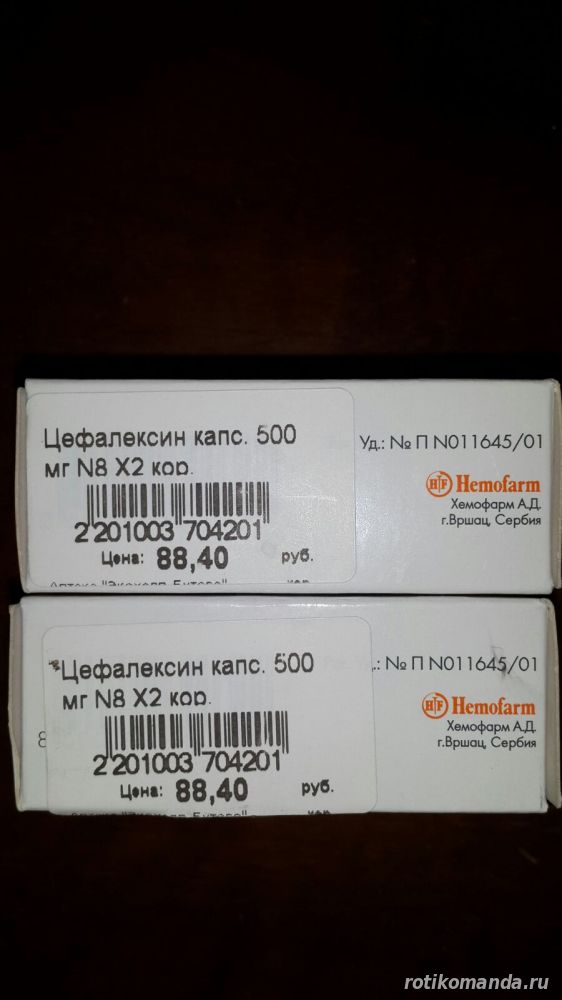 Цефалексин капс. 500
мг N8 X2 кор.
2 201003 704201
Цена: 88,40 руб.
Уд.: № П N011645/01
HF Hemofarm
Хемофарм А.Д.
г.Вршац, Сербия
*Цефалексин капс. 500
мг N8 X2 кор.
2 201003 704201
Цена: 88,40 руб.
.: № П N011645/01
HF Hemofarm
Хемофарм А.Д.
г.Вршац, Сербия
rotikomanda.ru